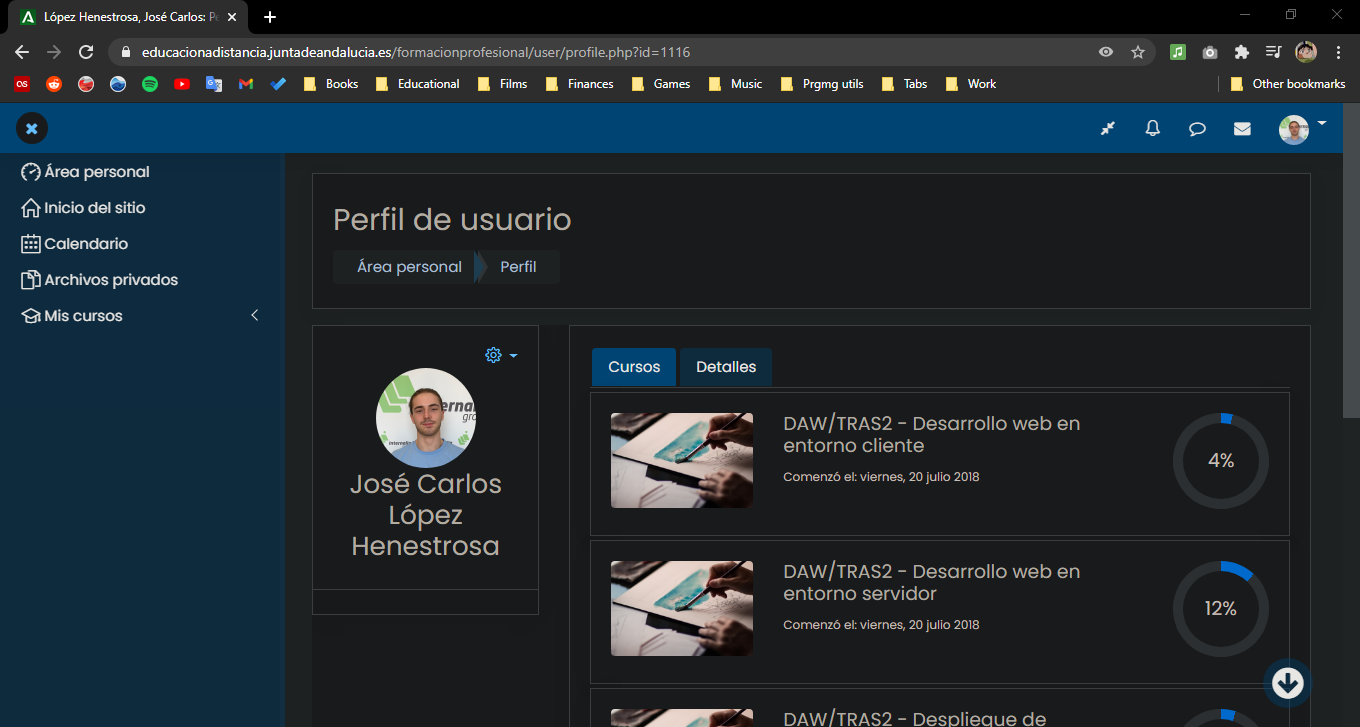 López Henestrosa, José Carlos: Pe
educacionadistancia.juntadeandalucia.es/formacionprofesional/user/profile.php?id=1116
Books
Educational
Films
Finances
Games
Music
Prgmg utils
Tabs
Work
Other bookmarks
Área personal
Inicio del sitio
Calendario
Archivos privados
Mis cursos
Perfil de usuario
Área personal
Perfil
José Carlos
López
Henestrosa
Cursos
Detalles
DAW/TRAS2 - Desarrollo web en
entorno cliente
Comenzó el: viernes, 20 julio 2018
4%
DAW/TRAS2 - Desarrollo web en
entorno servidor
Comenzó el: viernes, 20 julio 2018
12%
DAW/TRAS2 - Despliegue de